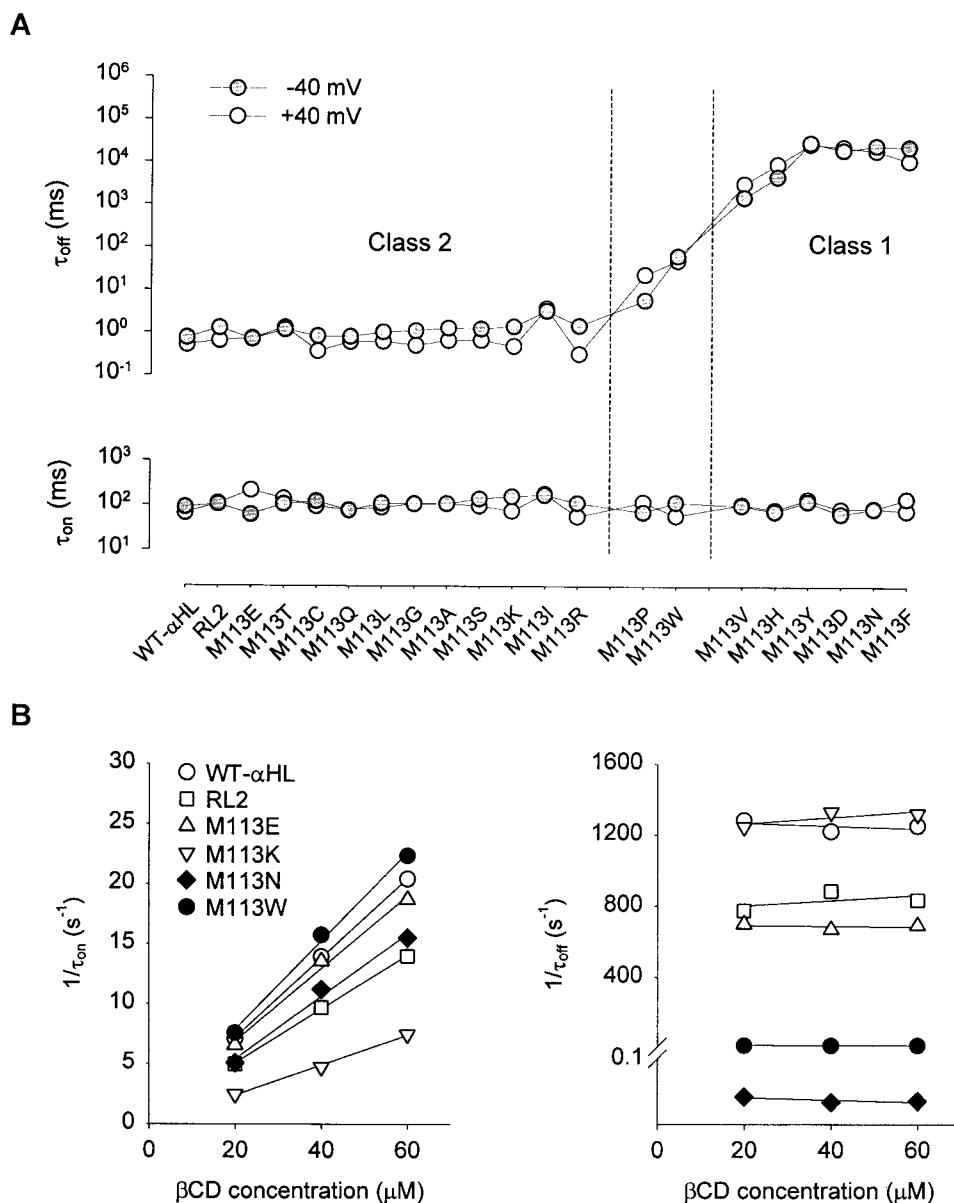 A
10⁶
10⁵
10⁴
10³
10²
10¹
10⁰
10⁻¹
τoff (ms)
-40 mV
+40 mV
Class 2
Class 1
10³
10²
10¹
τon (ms)
WT-αHL
RL2
M113E
M113T
M113C
M113Q
M113L
M113G
M113A
M113S
M113K
M113I
M113R
M113P
M113W
M113V
M113H
M113Y
M113D
M113N
M113F
B
30
25
20
15
10
5
0
1/τon (s⁻¹)
WT-αHL
RL2
M113E
M113K
M113N
M113W
0 20 40 60
βCD concentration (μM)
1600
1200
800
400
0.1
1/τoff (s⁻¹)
0 20 40 60
βCD concentration (μM)